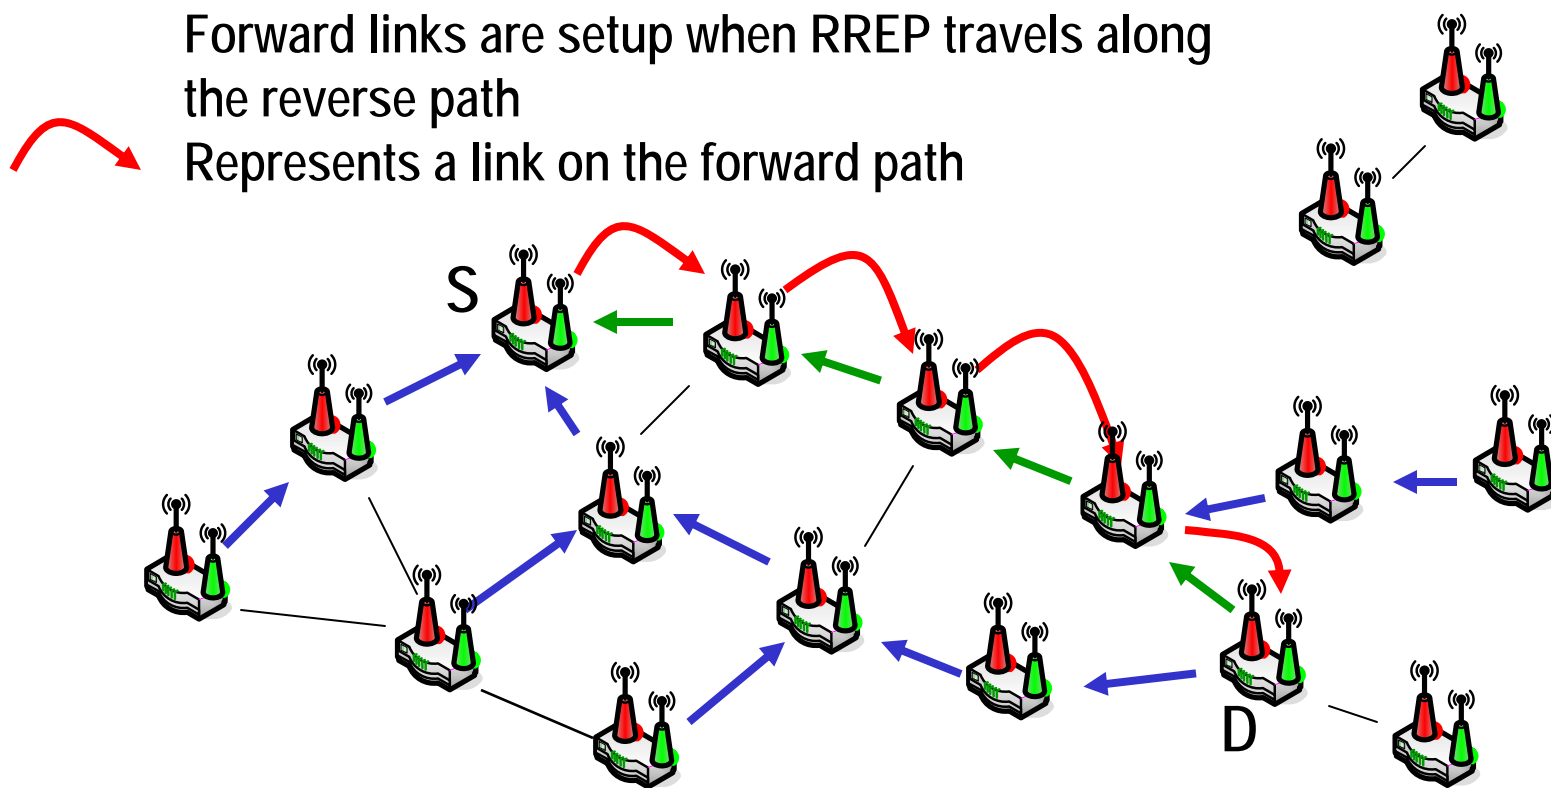 Forward links are setup when RREP travels along
the reverse path
Represents a link on the forward path
S
D